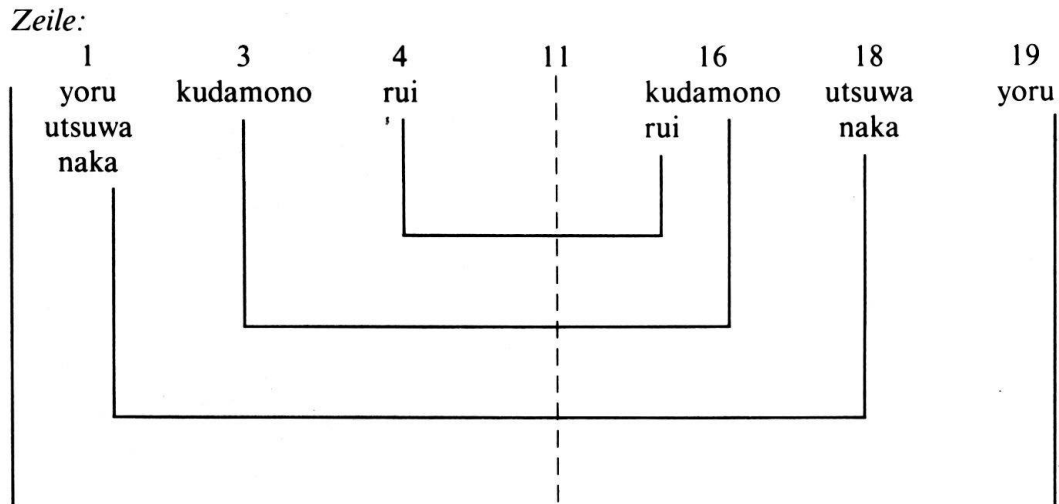 Zeile:
1 3 4 11 16 18 19
yoru kudamono rui kudamono utsuwa yoru
utsuwa rui naka
naka